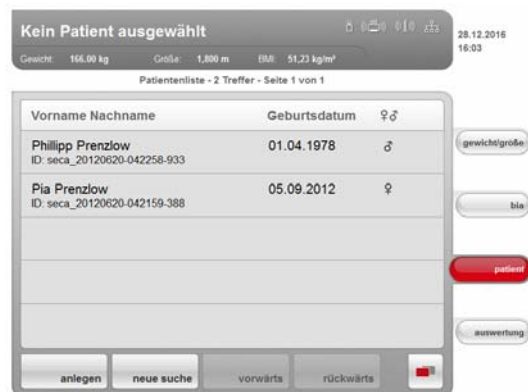 Kein Patient ausgewählt
28.12.2016
16:03
Gewicht: 166.00 kg Größe: 1,800 m BMI: 51,23 kg/m²
Patientenliste - 2 Treffer - Seite 1 von 1
Vorname Nachname Geburtsdatum ♀♂
Phillipp Prenzlow 01.04.1978 ♂
ID: seca_20120620-042258-933
Pia Prenzlow 05.09.2012 ♀
ID: seca_20120620-042159-388
gewicht/größe
bia
patient
auswertung
anlegen neue suche vorwärts rückwärts